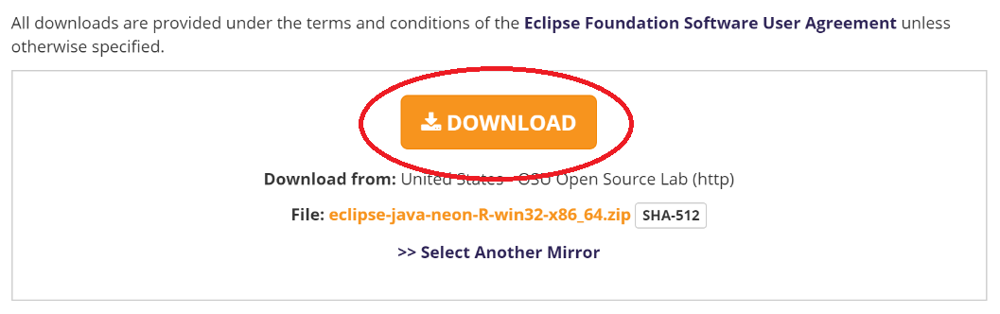 All downloads are provided under the terms and conditions of the Eclipse Foundation Software User Agreement unless
otherwise specified.
DOWNLOAD
Download from: United States - OSU Open Source Lab (http)
File: eclipse-java-neon-R-win32-x86_64.zip SHA-512
>> Select Another Mirror